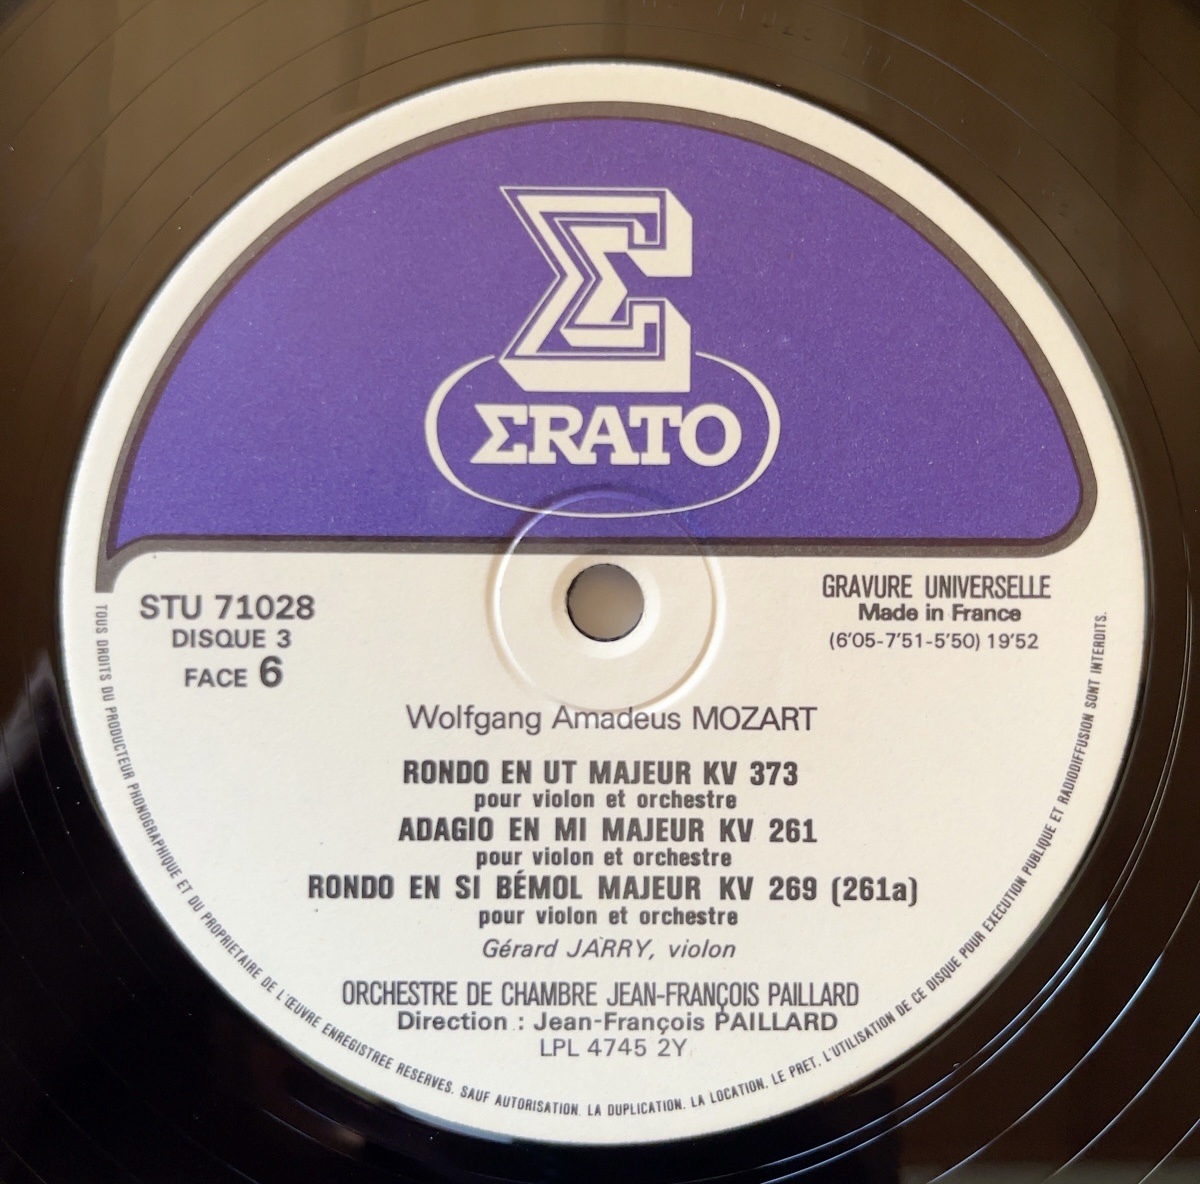 ΣRATO
STU 71028
DISQUE 3
FACE 6
GRAVURE UNIVERSELLE
Made in France
(6'05-7'51-5'50) 19'52
Wolfgang Amadeus MOZART
RONDO EN UT MAJEUR KV 373
pour violon et orchestre
ADAGIO EN MI MAJEUR KV 261
pour violon et orchestre
RONDO EN SI BÉMOL MAJEUR KV 269 (261a)
pour violon et orchestre
Gérard JARRY, violon
ORCHESTRE DE CHAMBRE JEAN-FRANÇOIS PAILLARD
Direction : Jean-François PAILLARD
LPL 4745 2Y
TOUS DROITS DU PRODUCTEUR PHONOGRAPHIQUE ET DU PROPRIETAIRE DE L'ŒUVRE ENREGISTREE RESERVES. SAUF AUTORISATION. LA DUPLICATION. LA LOCATION. LE PRET. L'UTILISATION DE CE DISQUE POUR EXECUTION PUBLIQUE ET RADIODIFFUSION SONT INTERDITS.